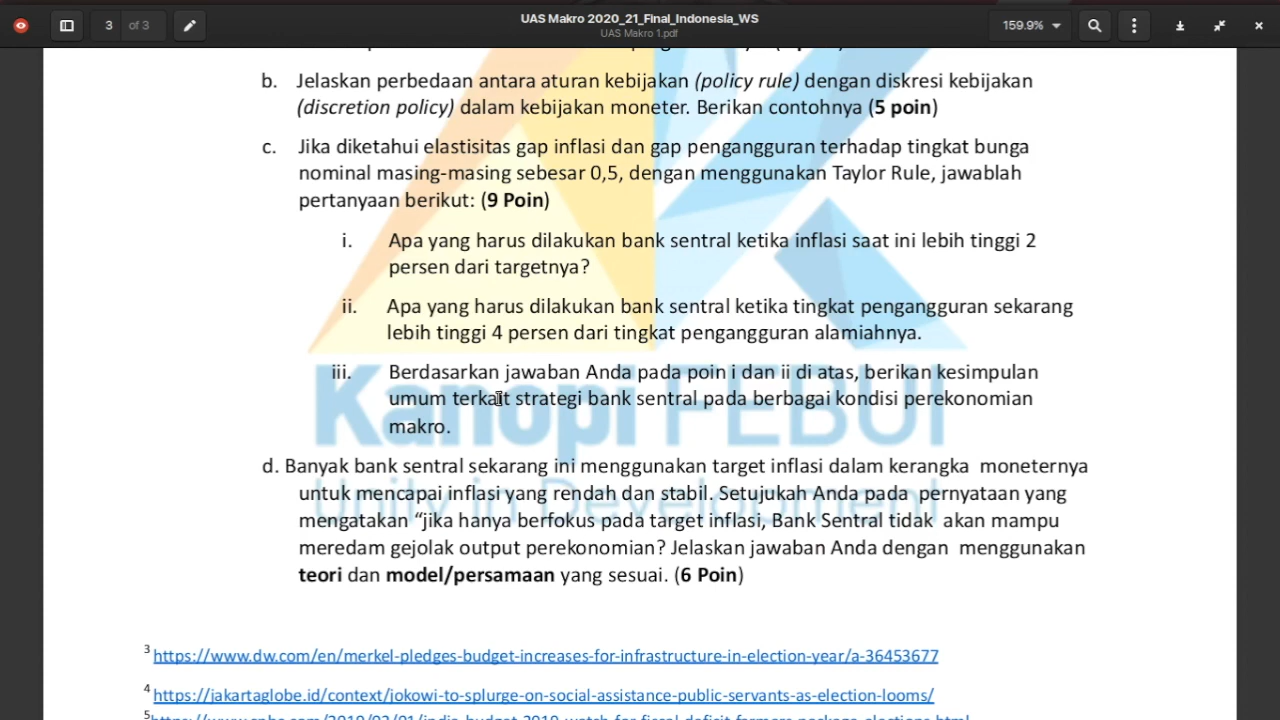 UAS Makro 2020_21_Final_Indonesia_WS
UAS Makro 1.pdf
3 of 3
159.9%
b. Jelaskan perbedaan antara aturan kebijakan (policy rule) dengan diskresi kebijakan
(discretion policy) dalam kebijakan moneter. Berikan contohnya (5 poin)
c. Jika diketahui elastisitas gap inflasi dan gap pengangguran terhadap tingkat bunga
nominal masing-masing sebesar 0,5, dengan menggunakan Taylor Rule, jawablah
pertanyaan berikut: (9 Poin)
i. Apa yang harus dilakukan bank sentral ketika inflasi saat ini lebih tinggi 2
persen dari targetnya?
ii. Apa yang harus dilakukan bank sentral ketika tingkat pengangguran sekarang
lebih tinggi 4 persen dari tingkat pengangguran alamiahnya.
iii. Berdasarkan jawaban Anda pada poin i dan ii di atas, berikan kesimpulan
umum terkait strategi bank sentral pada berbagai kondisi perekonomian
makro.
Kanopi FEBUI
Unity in Development
d. Banyak bank sentral sekarang ini menggunakan target inflasi dalam kerangka moneternya
untuk mencapai inflasi yang rendah dan stabil. Setujukah Anda pada pernyataan yang
mengatakan “jika hanya berfokus pada target inflasi, Bank Sentral tidak akan mampu
meredam gejolak output perekonomian? Jelaskan jawaban Anda dengan menggunakan
teori dan model/persamaan yang sesuai. (6 Poin)
3 https://www.dw.com/en/merkel-pledges-budget-increases-for-infrastructure-in-election-year/a-36453677
4 https://jakartaglobe.id/context/jokowi-to-splurge-on-social-assistance-public-servants-as-election-looms/